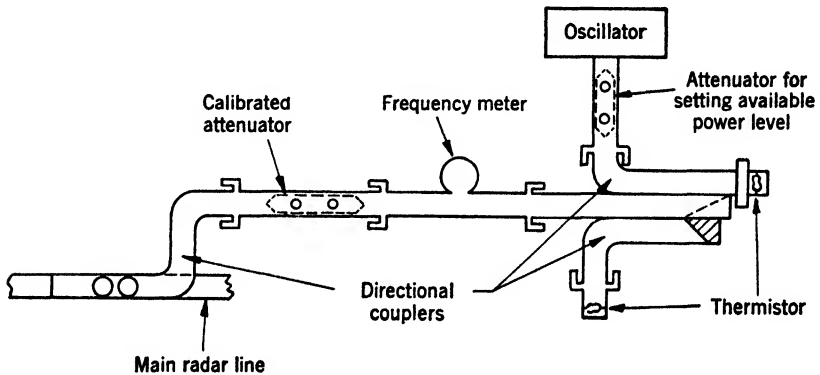 Oscillator
Attenuator for
setting available
power level
Calibrated
attenuator
Frequency meter
Directional
couplers
Thermistor
Main radar line